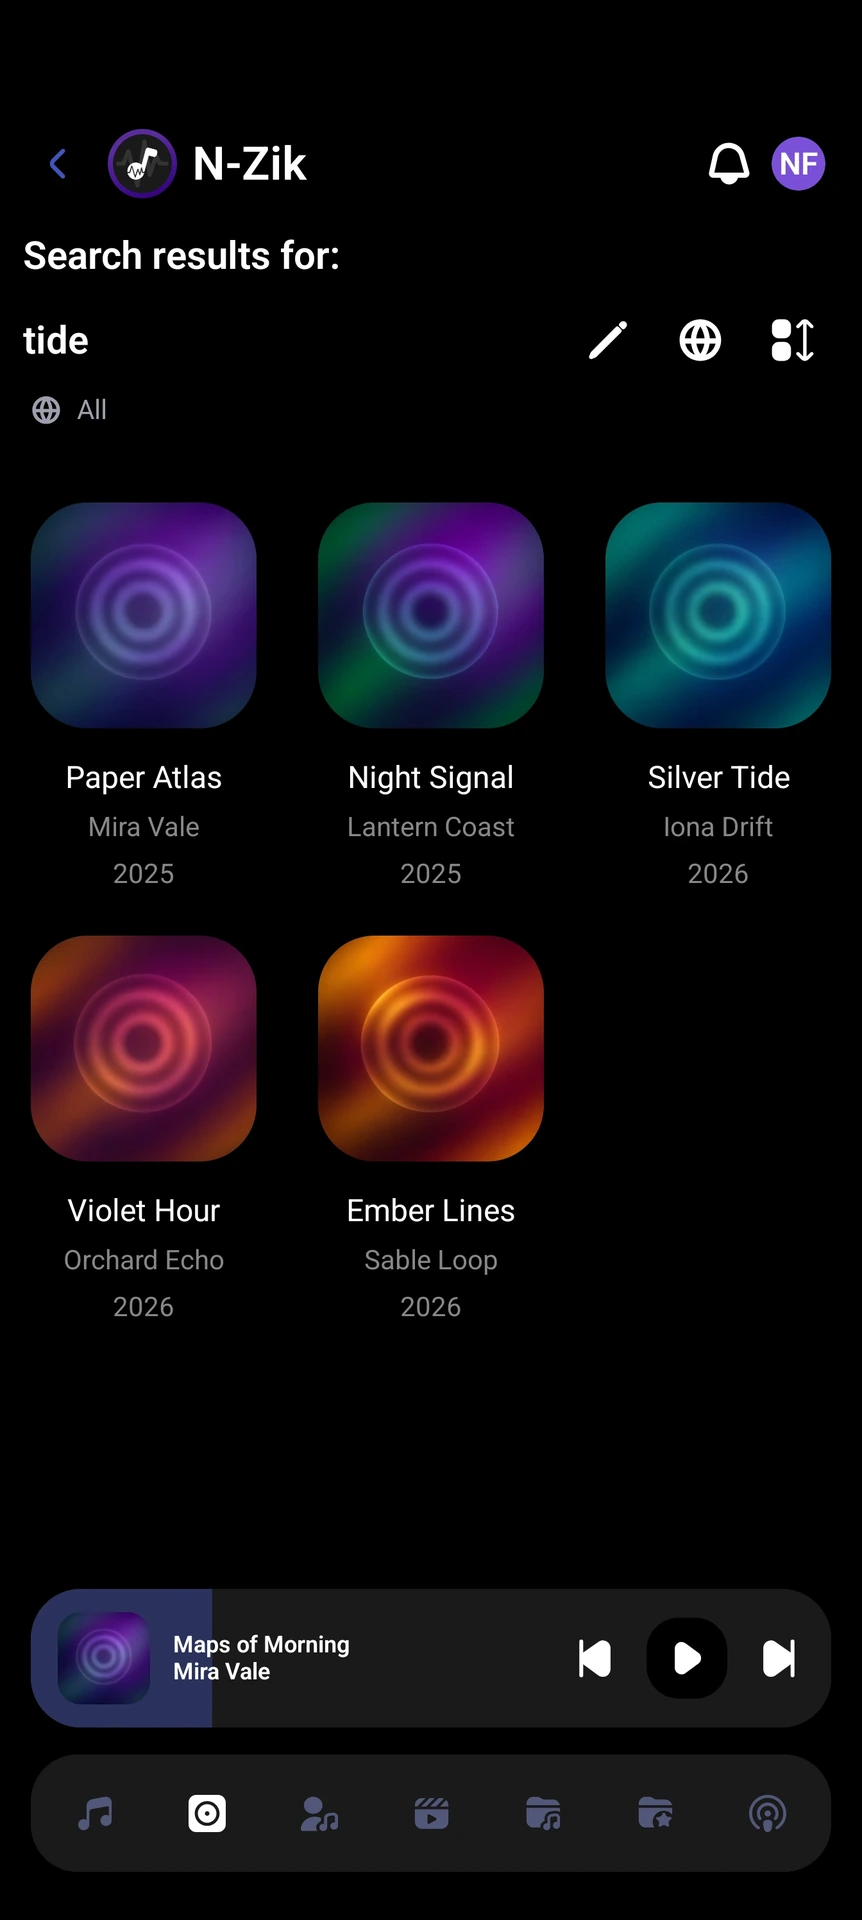 N-Zik
NF
Search results for:
tide
All
Paper Atlas
Mira Vale
2025
Night Signal
Lantern Coast
2025
Silver Tide
Iona Drift
2026
Violet Hour
Orchard Echo
2026
Ember Lines
Sable Loop
2026
Maps of Morning
Mira Vale